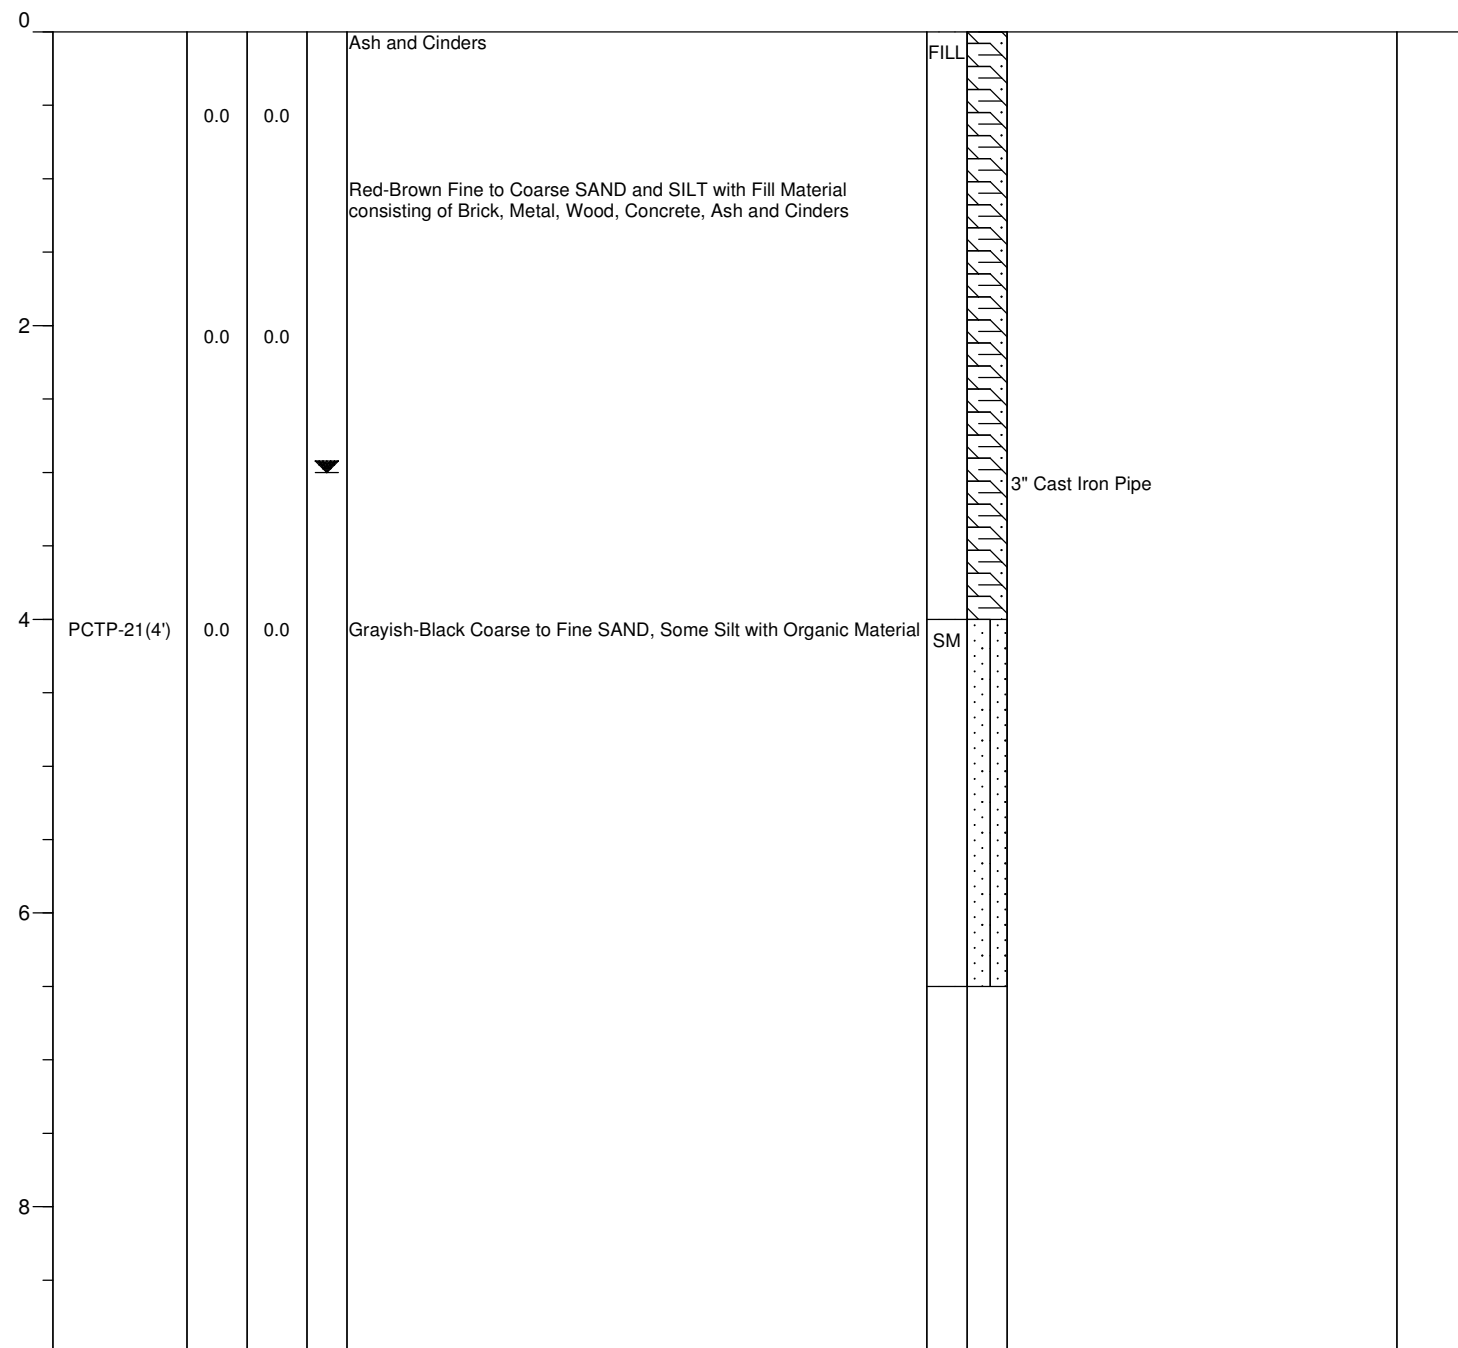 0
Ash and Cinders
FILL
0.0 0.0
Red-Brown Fine to Coarse SAND and SILT with Fill Material
consisting of Brick, Metal, Wood, Concrete, Ash and Cinders
2
0.0 0.0
3" Cast Iron Pipe
4
PCTP-21(4') 0.0 0.0 Grayish-Black Coarse to Fine SAND, Some Silt with Organic Material
SM
6
8